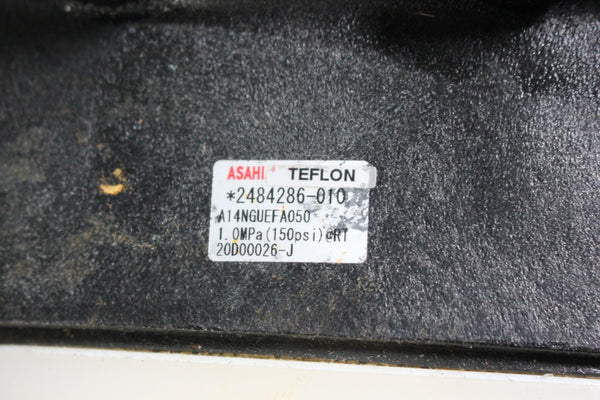 ASAHI TEFLON
*2484286-010
A14NGUEFA050
1.0MPa(150psi)@RT
20D00026-J